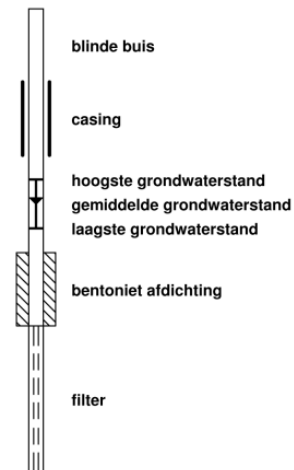 blinde buis
casing
hoogste grondwaterstand
gemiddelde grondwaterstand
laagste grondwaterstand
bentoniet afdichting
filter